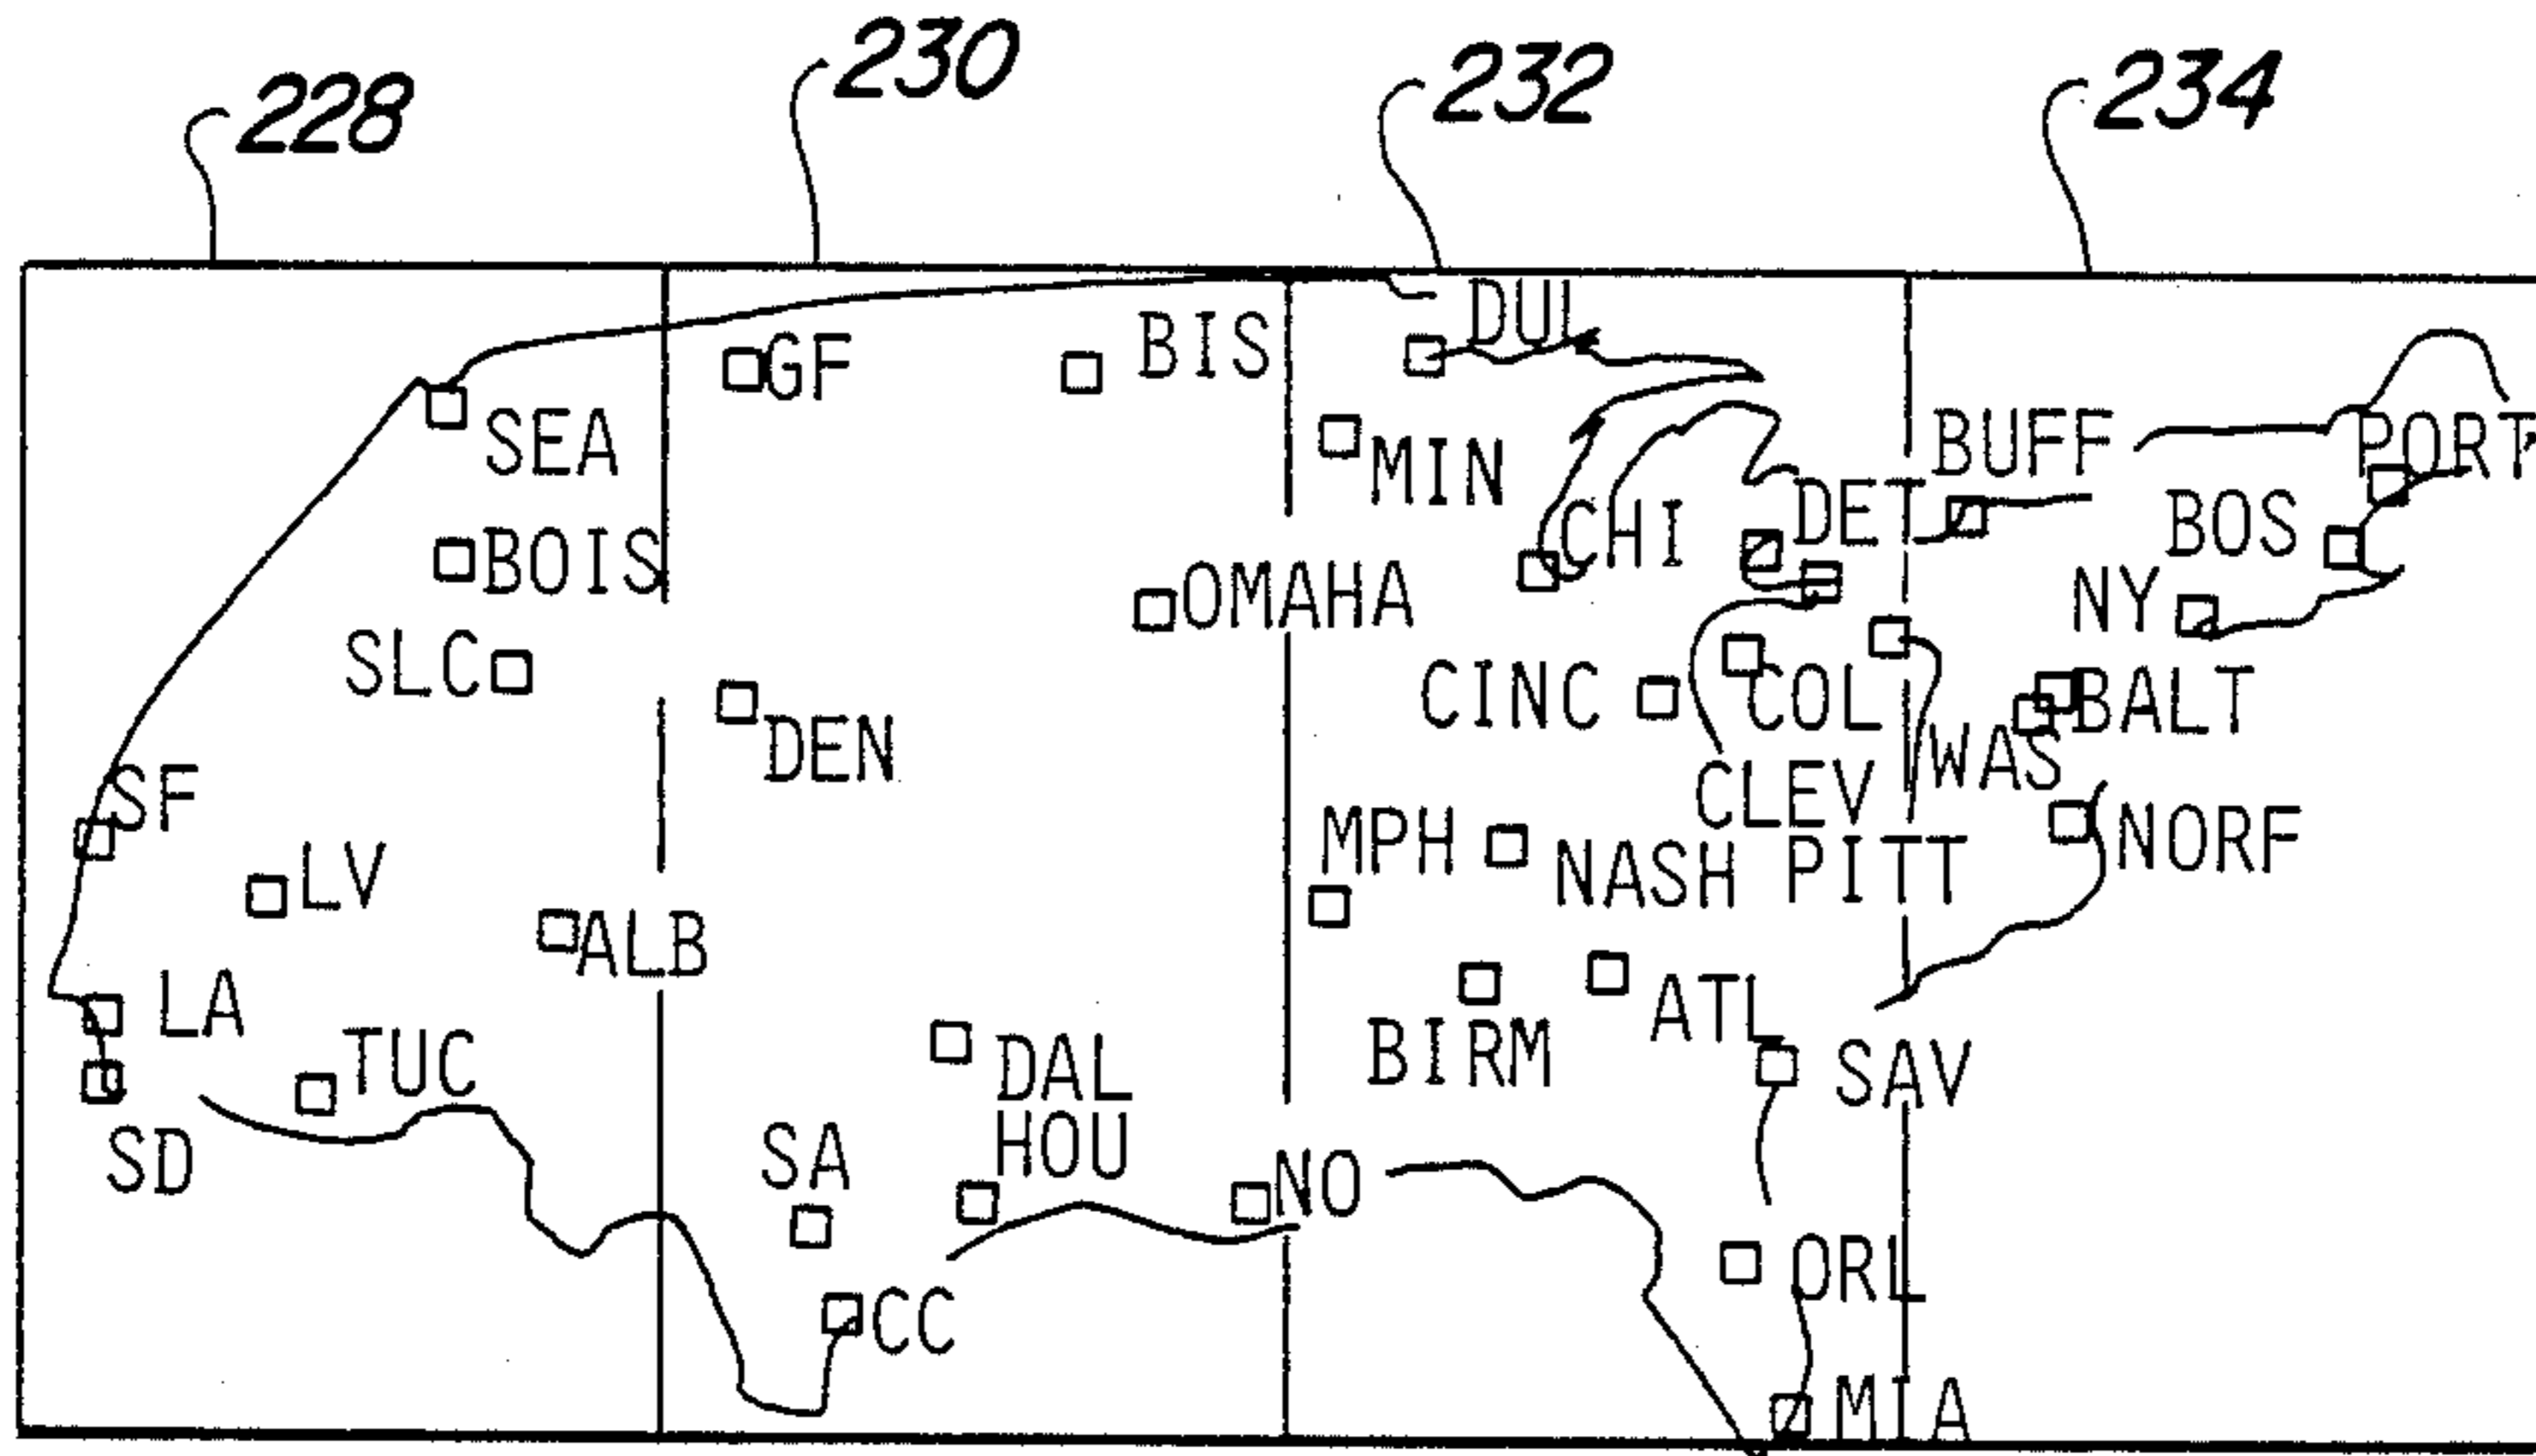 228
230
232
234
DUL
BIS
GF
SEA
MIN
BUFF
PORT
BOIS
CHI
DET
BOS
OMAHA
NY
SLC
CINC
COL
BALT
DEN
WAS
SF
CLEV
MPH
NASH
PITT
NORF
LV
ALB
LA
ATL
TUC
DAL
BIRM
SAV
HOU
SA
SD
NO
ORL
CC
MIA